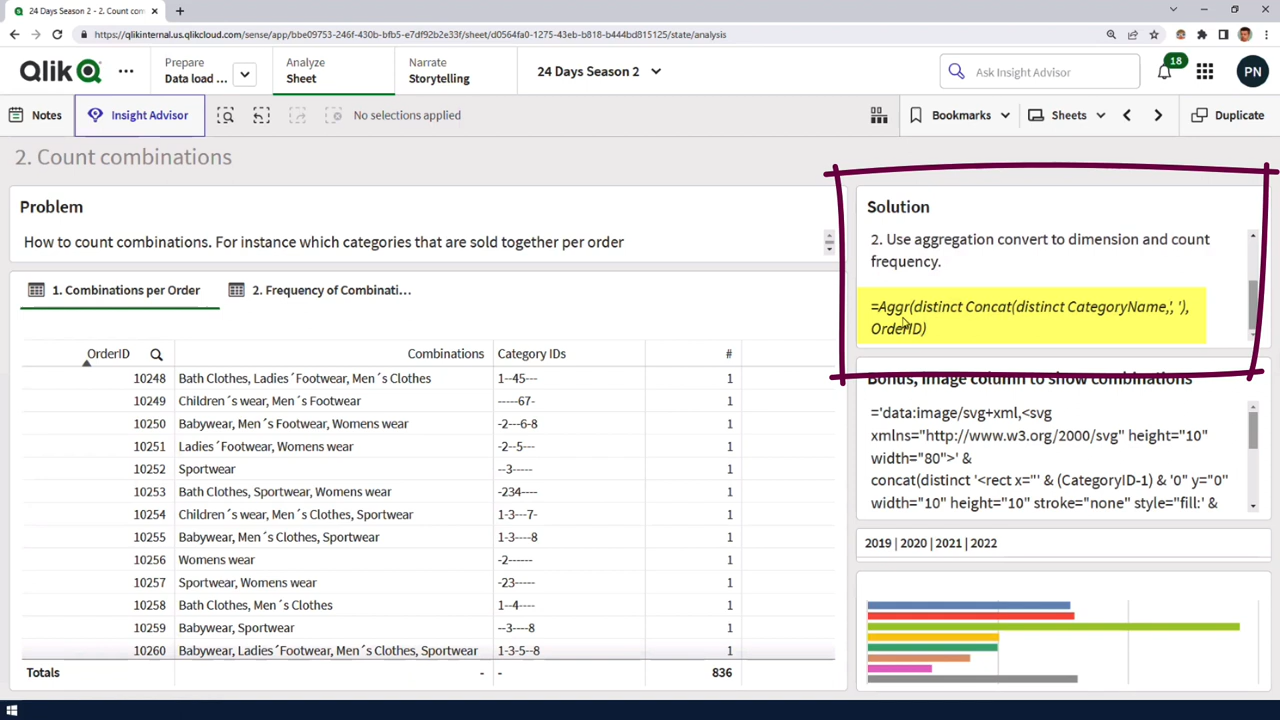 24 Days Season 2 - 2. Count comb
https://qlikinternal.us.qlikcloud.com/sense/app/bbe09753-246f-430b-bfb5-e7df92b2e33f/sheet/d0564fa0-1275-43eb-b818-b444bd815125/state/analysis
Qlik
Prepare
Data load ...
Analyze
Sheet
Narrate
Storytelling
24 Days Season 2
Ask Insight Advisor
18
PN
Notes
Insight Advisor
No selections applied
Bookmarks
Sheets
Duplicate
2. Count combinations
Problem
How to count combinations. For instance which categories that are sold together per order
1. Combinations per Order
2. Frequency of Combinati...
OrderID Combinations Category IDs #
10248 Bath Clothes, Ladies´Footwear, Men´s Clothes 1--45--- 1
10249 Children´s wear, Men´s Footwear -----67- 1
10250 Babywear, Men´s Footwear, Womens wear -2---6-8 1
10251 Ladies´Footwear, Womens wear -2--5--- 1
10252 Sportwear --3----- 1
10253 Bath Clothes, Sportwear, Womens wear -234---- 1
10254 Children´s wear, Men´s Clothes, Sportwear 1-3---7- 1
10255 Babywear, Men´s Clothes, Sportwear 1-3----8 1
10256 Womens wear -2------ 1
10257 Sportwear, Womens wear -23----- 1
10258 Bath Clothes, Men´s Clothes 1--4---- 1
10259 Babywear, Sportwear --3----8 1
10260 Babywear, Ladies´Footwear, Men´s Clothes, Sportwear 1-3-5--8 1
Totals - - 836
Solution
2. Use aggregation convert to dimension and count
frequency.
=Aggr(distinct Concat(distinct CategoryName,', '),
OrderID)
Bonus, image column to show combinations
='data:image/svg+xml,<svg
xmlns="http://www.w3.org/2000/svg" height="10"
width="80">' &
concat(distinct '<rect x="' & (CategoryID-1) & '0" y="0"
width="10" height="10" stroke="none" style="fill:' &
2019 | 2020 | 2021 | 2022